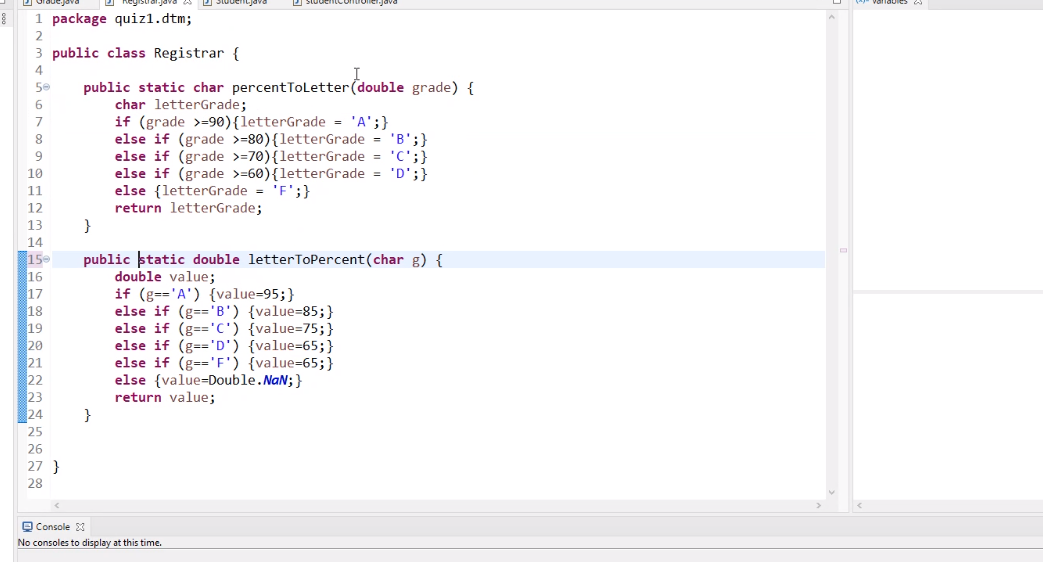 Grade.java Registrar.java Student.java studentController.java Variables
1 package quiz1.dtm;
2
3 public class Registrar {
4
5 public static char percentToLetter(double grade) {
6 char letterGrade;
7 if (grade >=90){letterGrade = 'A';}
8 else if (grade >=80){letterGrade = 'B';}
9 else if (grade >=70){letterGrade = 'C';}
10 else if (grade >=60){letterGrade = 'D';}
11 else {letterGrade = 'F';}
12 return letterGrade;
13 }
14
15 public static double letterToPercent(char g) {
16 double value;
17 if (g=='A') {value=95;}
18 else if (g=='B') {value=85;}
19 else if (g=='C') {value=75;}
20 else if (g=='D') {value=65;}
21 else if (g=='F') {value=65;}
22 else {value=Double.NaN;}
23 return value;
24 }
25
26
27 }
28
Console
No consoles to display at this time.